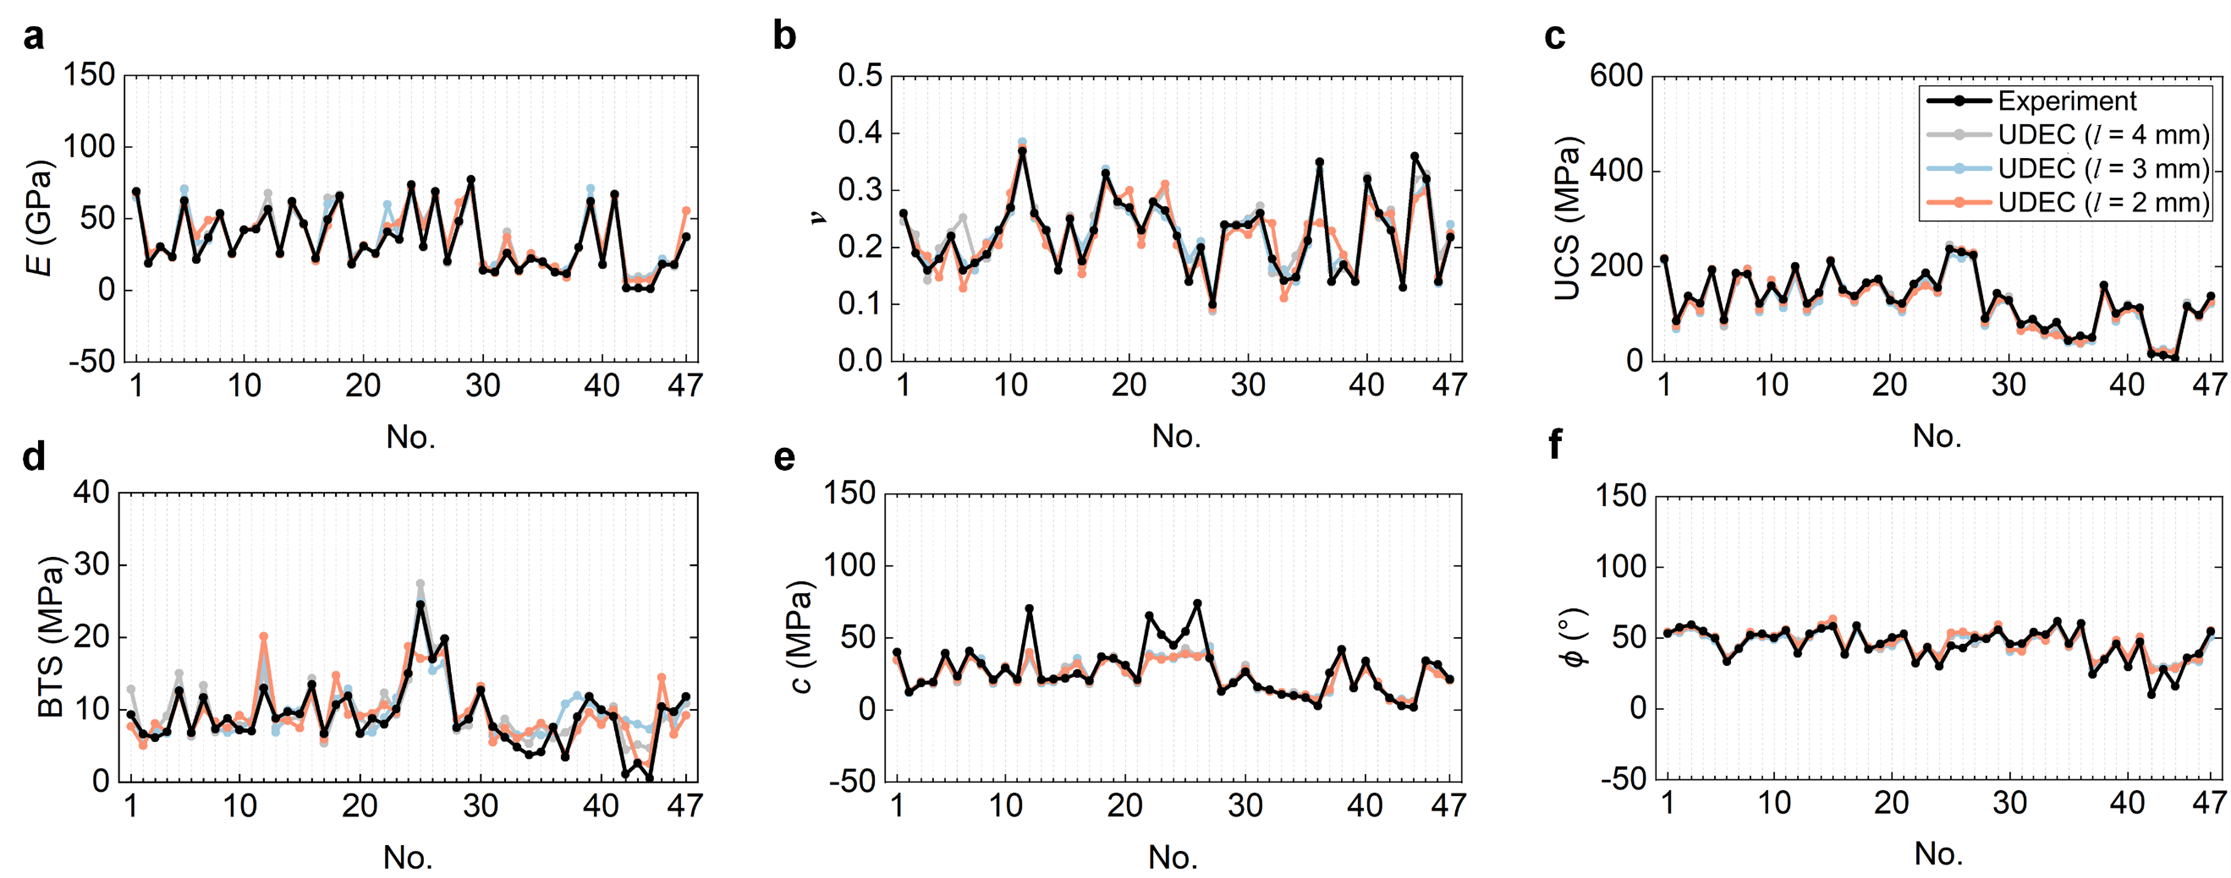 a
150
100
50
0
-50
E (GPa)
1 10 20 30 40 47
No.
b
0.5
0.4
0.3
0.2
0.1
0.0
ν
1 10 20 30 40 47
No.
c
600
400
200
0
UCS (MPa)
Experiment
UDEC (l = 4 mm)
UDEC (l = 3 mm)
UDEC (l = 2 mm)
1 10 20 30 40 47
No.
d
40
30
20
10
0
BTS (MPa)
1 10 20 30 40 47
No.
e
150
100
50
0
-50
c (MPa)
1 10 20 30 40 47
No.
f
150
100
50
0
-50
ϕ (°)
1 10 20 30 40 47
No.